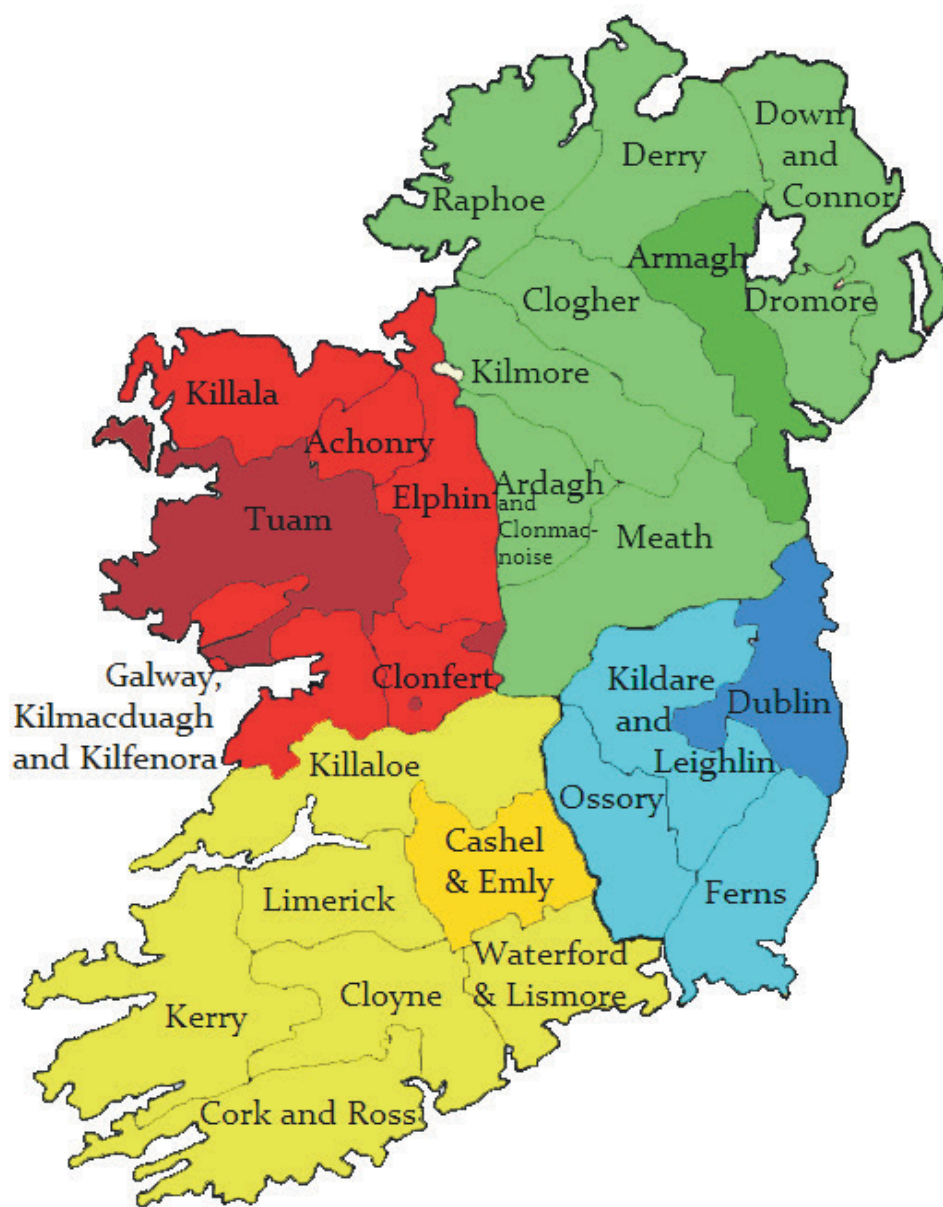 Down
and
Connor
Derry
Raphoe
Armagh
Clogher
Dromore
Kilmore
Killala
Achonry
Elphin
Ardagh
and
Clonmac-
noise
Tuam
Meath
Galway,
Kilmacduagh
and Kilfenora
Clonfert
Kildare
and
Leighlin
Dublin
Killaloe
Ossory
Cashel
& Emly
Ferns
Limerick
Waterford
& Lismore
Cloyne
Kerry
Cork and Ross